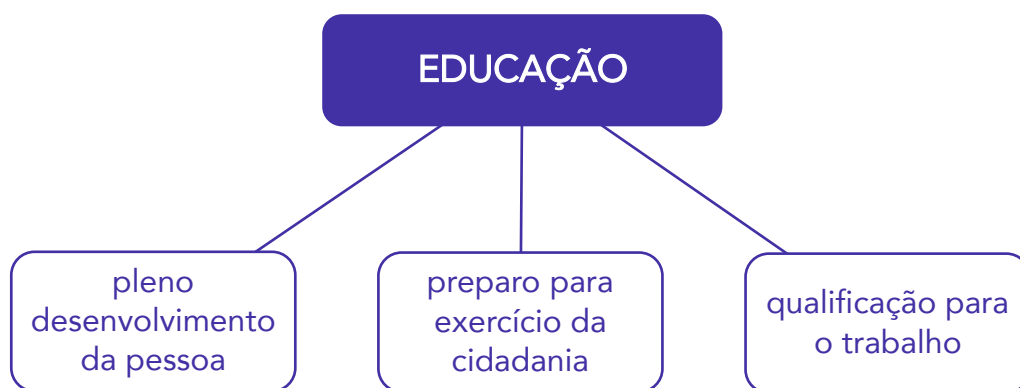 EDUCAÇÃO
pleno
desenvolvimento
da pessoa
preparo para
exercício da
cidadania
qualificação para
o trabalho